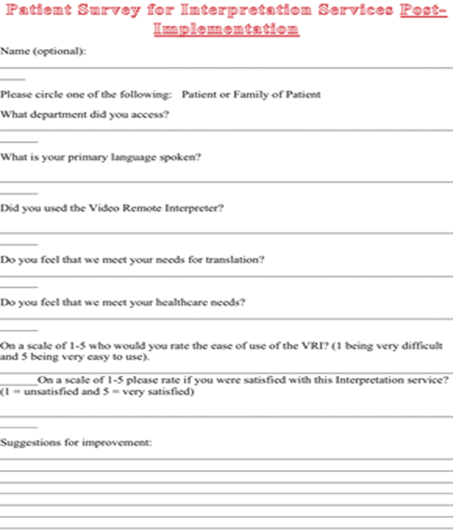 Patient Survey for Interpretation Services Post-
Implementation
Name (optional):
Please circle one of the following: Patient or Family of Patient
What department did you access?
What is your primary language spoken?
Did you used the Video Remote Interpreter?
Do you feel that we meet your needs for translation?
Do you feel that we meet your healthcare needs?
On a scale of 1-5 who would you rate the ease of use of the VRI? (1 being very difficult
and 5 being very easy to use).
On a scale of 1-5 please rate if you were satisfied with this Interpretation service?
(1 = unsatisfied and 5 = very satisfied)
Suggestions for improvement: